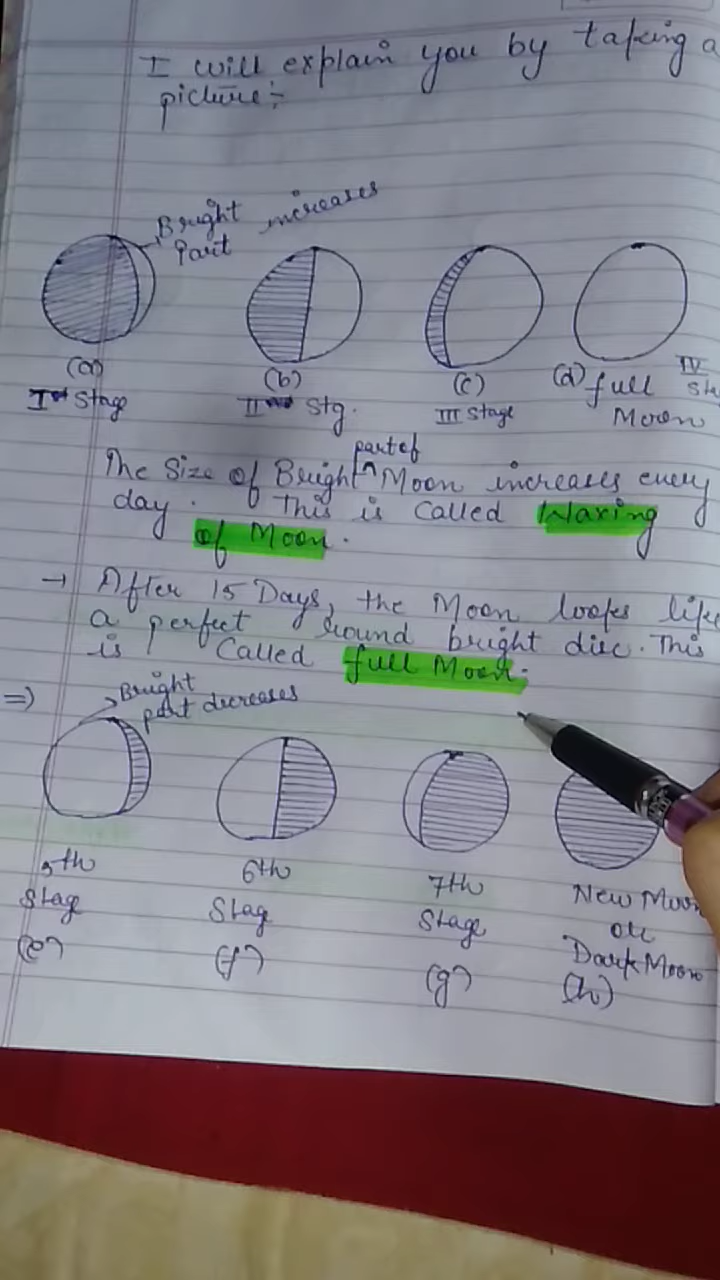 I will explain you by taking a
picture:-
Bright increases
part
(a) (b) (c) (d) full IV
Ist Stage IInd Stg. III Stage Moon
part of
The Size of Bright ^ Moon increases every
day. This is called Waxing
of Moon.
→ After 15 Days, the Moon looks like
a perfect round bright disc. This
is Called full Moon.
⇒) Bright
part decreases
5th 6th 7th New Moon
Stage Stage Stage or
(e) (f) (g) Dark Moon
(h)